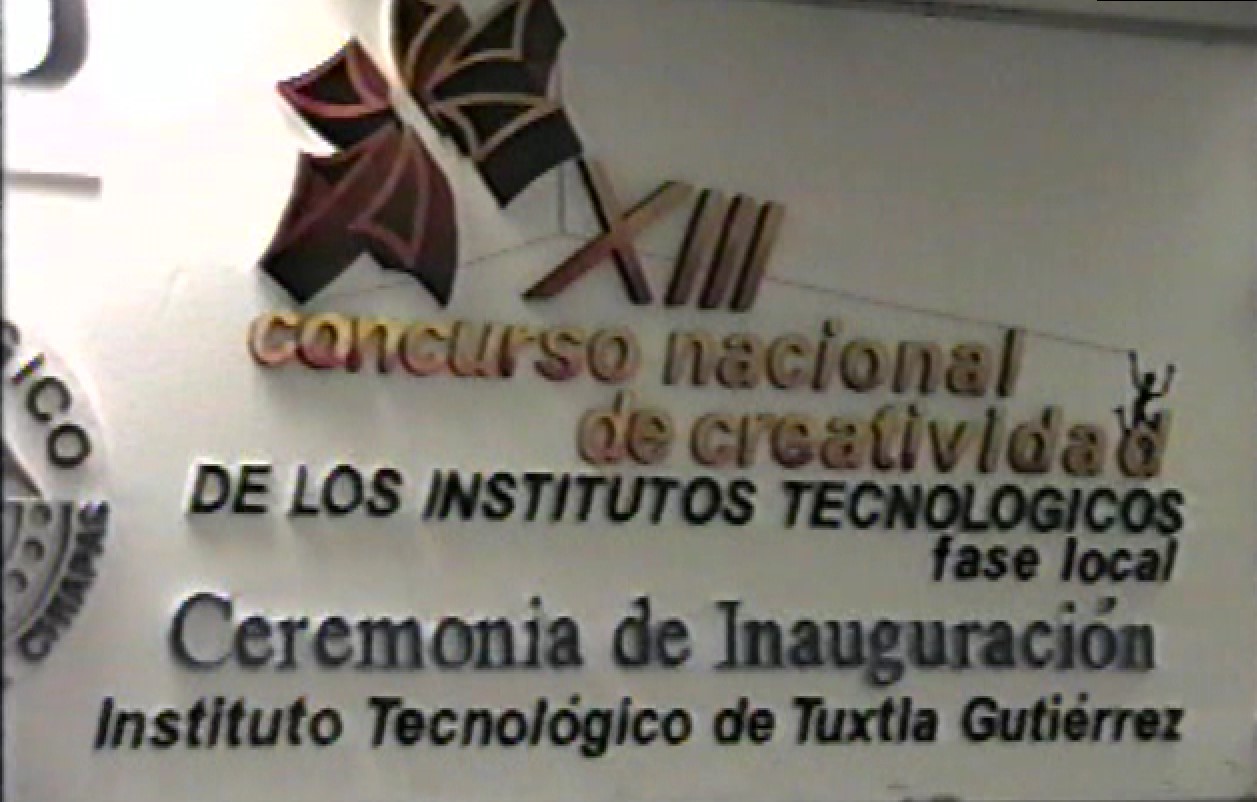 XIII
concurso nacional
de creatividad
DE LOS INSTITUTOS TECNOLOGICOS
fase local
Ceremonia de Inauguración
Instituto Tecnológico de Tuxtla Gutiérrez
CHIAPAS